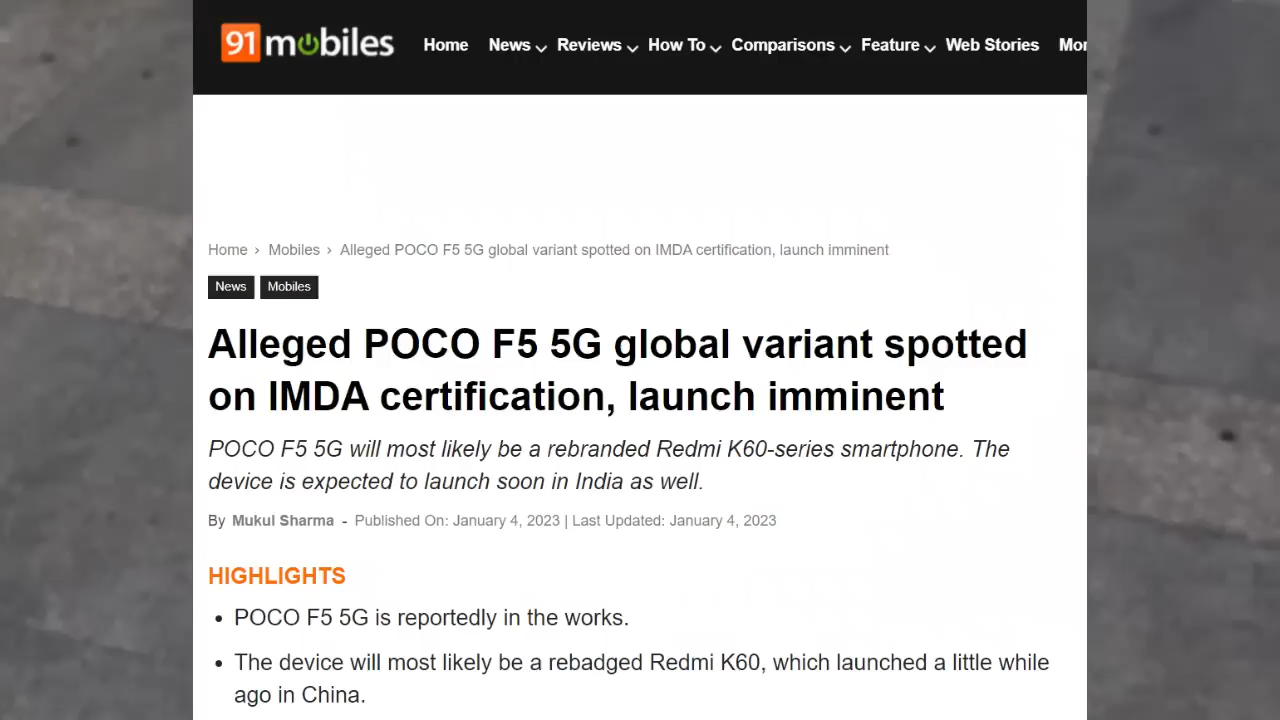 91mobiles Home News Reviews How To Comparisons Feature Web Stories Mor
Home › Mobiles › Alleged POCO F5 5G global variant spotted on IMDA certification, launch imminent
News Mobiles
Alleged POCO F5 5G global variant spotted
on IMDA certification, launch imminent
POCO F5 5G will most likely be a rebranded Redmi K60-series smartphone. The
device is expected to launch soon in India as well.
By Mukul Sharma - Published On: January 4, 2023 | Last Updated: January 4, 2023
HIGHLIGHTS
• POCO F5 5G is reportedly in the works.
• The device will most likely be a rebadged Redmi K60, which launched a little while
ago in China.